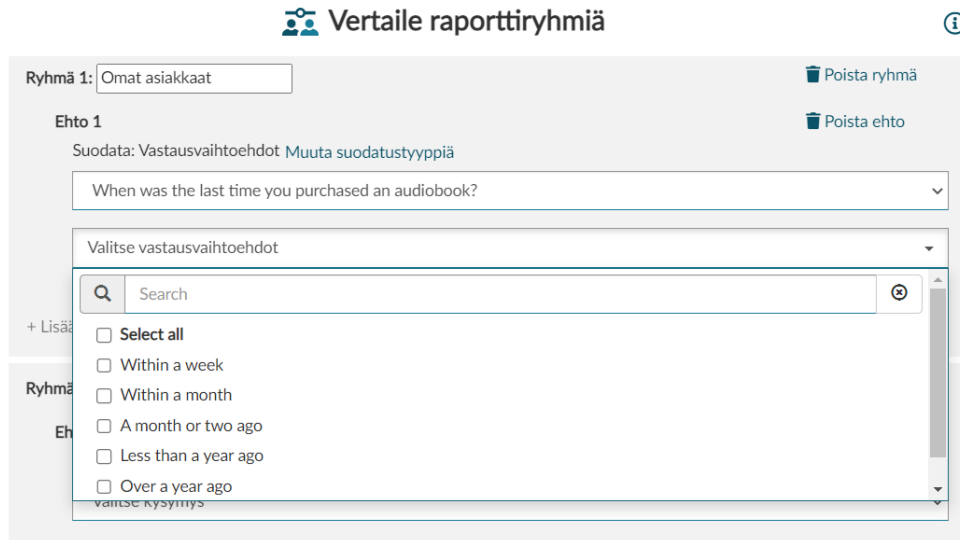 Vertaile raporttiryhmiä
Ryhmä 1: Omat asiakkaat Poista ryhmä
Ehto 1 Poista ehto
Suodata: Vastausvaihtoehdot Muuta suodatustyyppiä
When was the last time you purchased an audiobook?
Valitse vastausvaihtoehdot
Search
+ Lisää
Select all
Within a week
Within a month
Ryhmä
A month or two ago
Eh
Less than a year ago
Over a year ago
Valitse kysymys